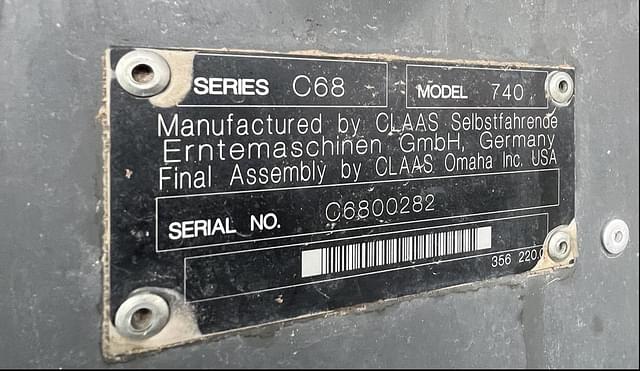 SERIES C68 MODEL 740
Manufactured by CLAAS Selbstfahrende
Erntemaschinen GmbH, Germany
Final Assembly by CLAAS Omaha Inc. USA
SERIAL NO. C6800282
356 220.